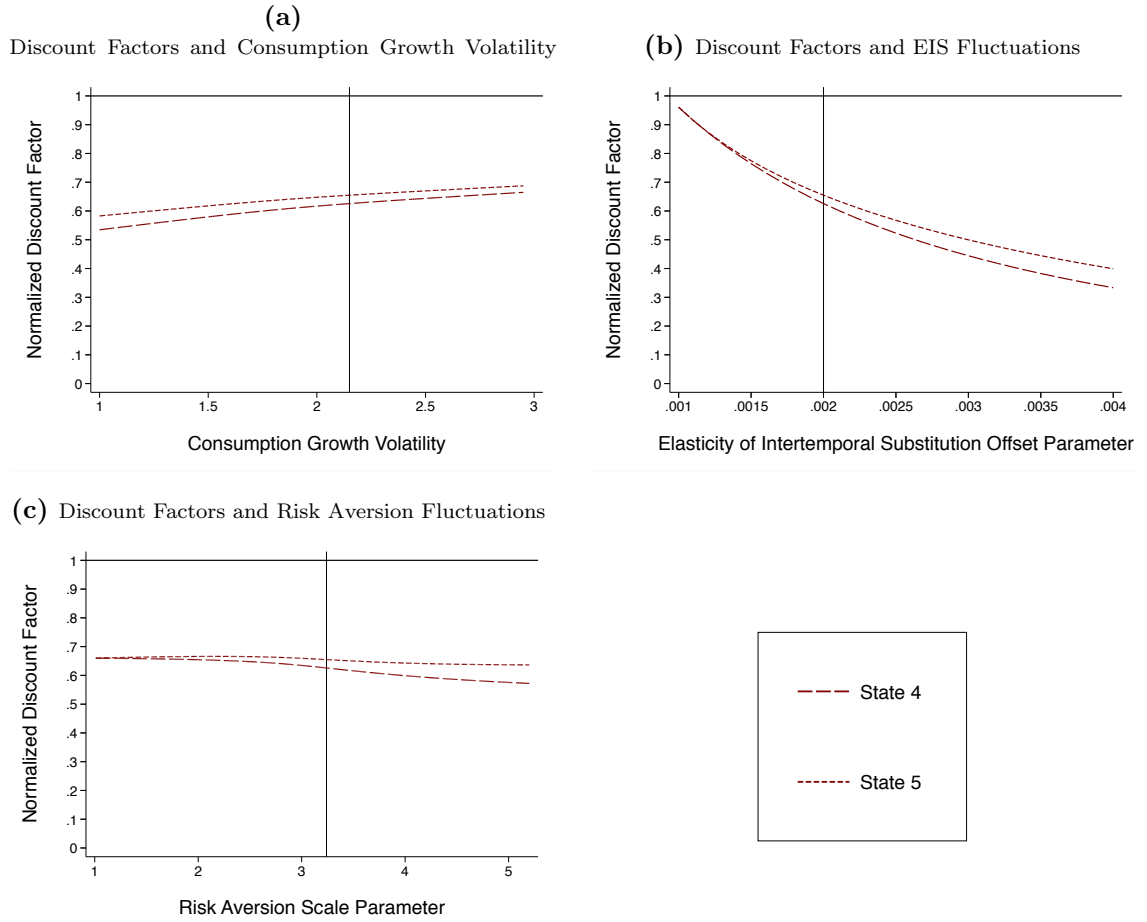 (a)
Discount Factors and Consumption Growth Volatility
Normalized Discount Factor
1
.9
.8
.7
.6
.5
.4
.3
.2
.1
0
1 1.5 2 2.5 3
Consumption Growth Volatility
(b) Discount Factors and EIS Fluctuations
Normalized Discount Factor
1
.9
.8
.7
.6
.5
.4
.3
.2
.1
0
.001 .0015 .002 .0025 .003 .0035 .004
Elasticity of Intertemporal Substitution Offset Parameter
(c) Discount Factors and Risk Aversion Fluctuations
Normalized Discount Factor
1
.9
.8
.7
.6
.5
.4
.3
.2
.1
0
1 2 3 4 5
Risk Aversion Scale Parameter
State 4
State 5